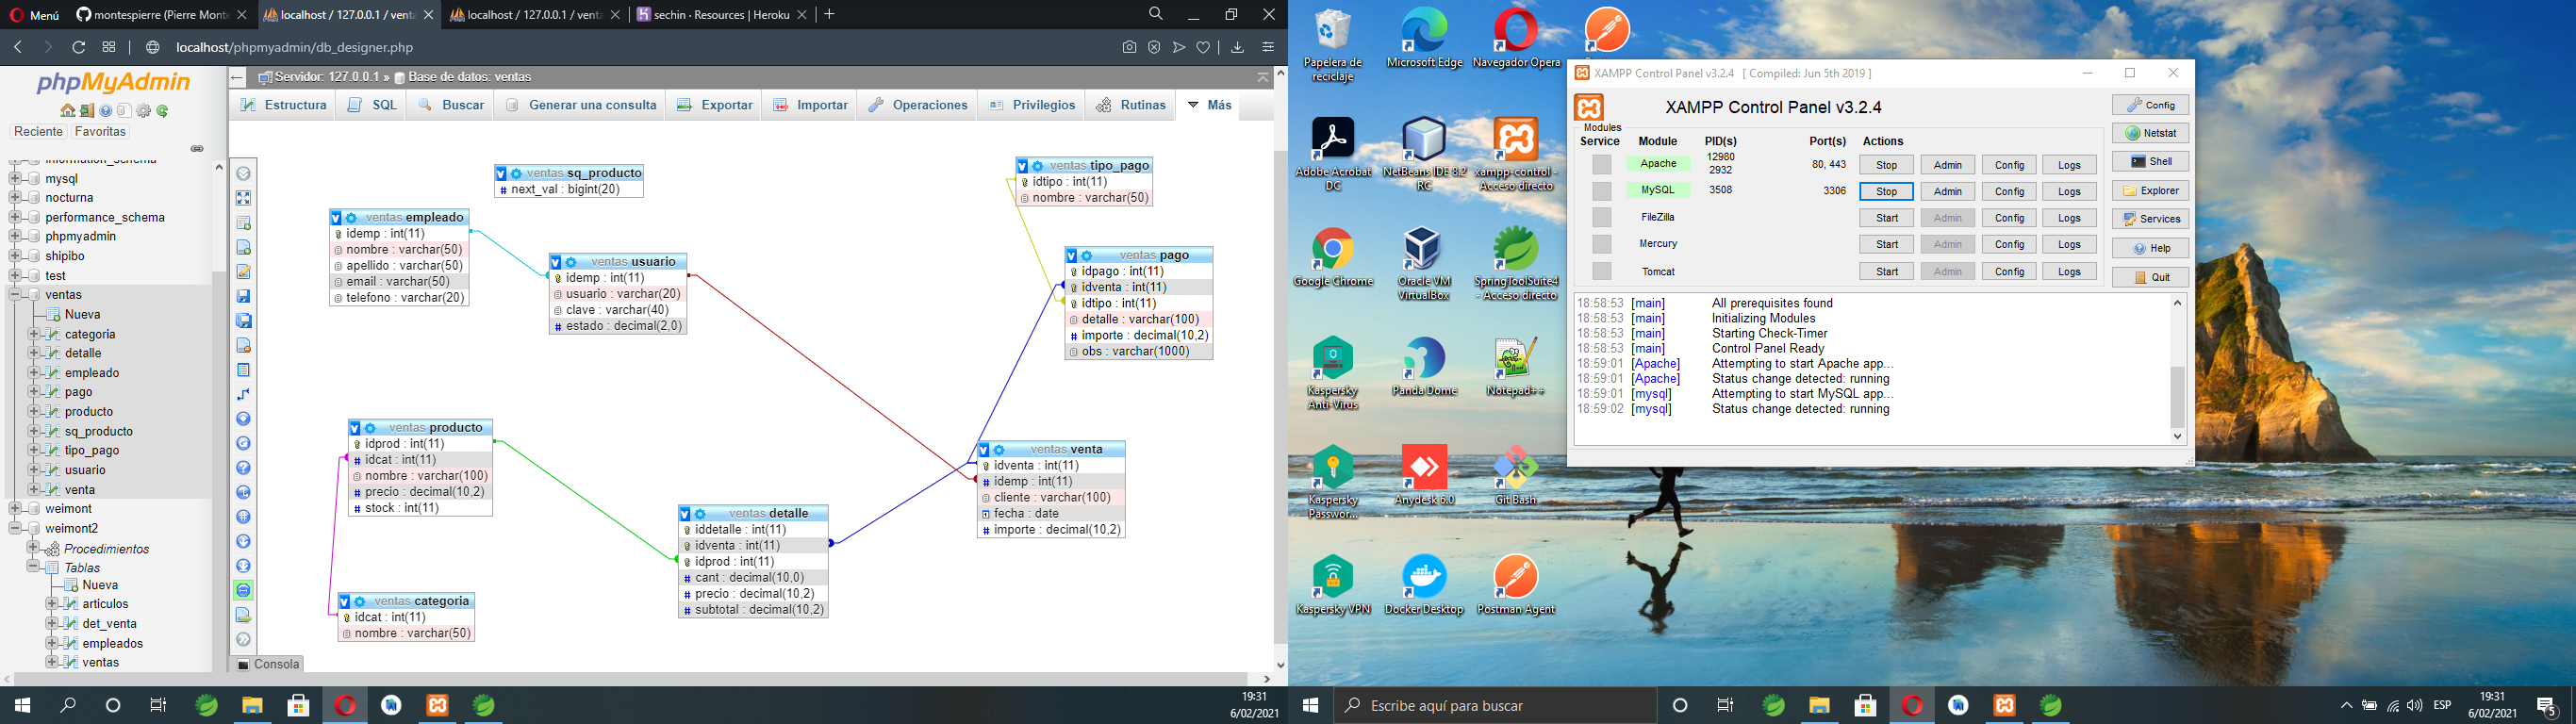 Menú
montespierre (Pierre Monte
localhost / 127.0.0.1 / venta
localhost / 127.0.0.1 / venta
sechin · Resources | Heroku
localhost/phpmyadmin/db_designer.php
phpMyAdmin
Reciente Favoritas
information_schema
mysql
nocturna
performance_schema
phpmyadmin
shipibo
test
ventas
Nueva
categoria
detalle
empleado
pago
producto
sq_producto
tipo_pago
usuario
venta
weimont
weimont2
Procedimientos
Tablas
Nueva
articulos
det_venta
empleados
ventas
Servidor: 127.0.0.1 » Base de datos: ventas
Estructura SQL Buscar Generar una consulta Exportar Importar Operaciones Privilegios Rutinas Más
ventas sq_producto
next_val : bigint(20)
ventas empleado
idemp : int(11)
nombre : varchar(50)
apellido : varchar(50)
email : varchar(50)
telefono : varchar(20)
ventas usuario
idemp : int(11)
usuario : varchar(20)
clave : varchar(40)
estado : decimal(2,0)
ventas tipo_pago
idtipo : int(11)
nombre : varchar(50)
ventas pago
idpago : int(11)
idventa : int(11)
idtipo : int(11)
detalle : varchar(100)
importe : decimal(10,2)
obs : varchar(1000)
ventas producto
idprod : int(11)
idcat : int(11)
nombre : varchar(100)
precio : decimal(10,2)
stock : int(11)
ventas venta
idventa : int(11)
idemp : int(11)
cliente : varchar(100)
fecha : date
importe : decimal(10,2)
ventas detalle
iddetalle : int(11)
idventa : int(11)
idprod : int(11)
cant : decimal(10,0)
precio : decimal(10,2)
subtotal : decimal(10,2)
ventas categoria
idcat : int(11)
nombre : varchar(50)
Consola
19:31
6/02/2021
Papelera de reciclaje
Microsoft Edge
Navegador Opera
Adobe Acrobat DC
NetBeans IDE 8.2 RC
xampp-control - Acceso directo
Google Chrome
Oracle VM VirtualBox
SpringToolSuite4 - Acceso directo
Kaspersky Anti-Virus
Panda Dome
Notepad++
Kaspersky Passwor...
Anydesk 6.0
Git Bash
Kaspersky VPN
Docker Desktop
Postman Agent
XAMPP Control Panel v3.2.4 [ Compiled: Jun 5th 2019 ]
XAMPP Control Panel v3.2.4
Modules
Service Module PID(s) Port(s) Actions
Apache 12980 2932 80, 443 Stop Admin Config Logs
MySQL 3508 3306 Stop Admin Config Logs
FileZilla Start Admin Config Logs
Mercury Start Admin Config Logs
Tomcat Start Admin Config Logs
Config
Netstat
Shell
Explorer
Services
Help
Quit
18:58:53 [main] All prerequisites found
18:58:53 [main] Initializing Modules
18:58:53 [main] Starting Check-Timer
18:58:53 [main] Control Panel Ready
18:59:01 [Apache] Attempting to start Apache app...
18:59:01 [Apache] Status change detected: running
18:59:01 [mysql] Attempting to start MySQL app...
18:59:02 [mysql] Status change detected: running
Escribe aquí para buscar
ESP
19:31
6/02/2021
5